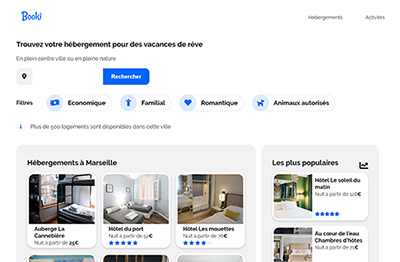 Booki
Hébergements
Activités
Trouvez votre hébergement pour des vacances de rêve
En plein centre ville ou en pleine nature
Rechercher
Filtres
Economique
Familial
Romantique
Animaux autorisés
Plus de 500 logements sont disponibles dans cette ville
Hébergements à Marseille
Auberge La Cannebière
Nuit à partir de 25€
Hôtel du port
Nuit à partir de 52€
Hôtel Les mouettes
Nuit à partir de 76€
Les plus populaires
Hôtel Le soleil du
matin
Nuit à partir de 128€
Au cœur de l'eau
Chambres d'hôtes
Nuit à partir de 71€